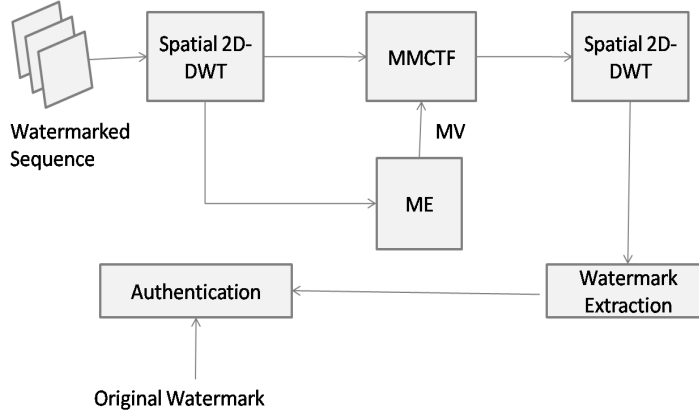 Spatial 2D-
DWT
MMCTF
Spatial 2D-
DWT
Watermarked
Sequence
MV
ME
Authentication
Watermark
Extraction
Original Watermark